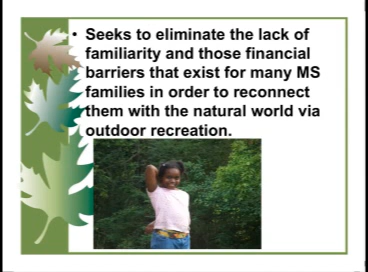 • Seeks to eliminate the lack of
familiarity and those financial
barriers that exist for many MS
families in order to reconnect
them with the natural world via
outdoor recreation.